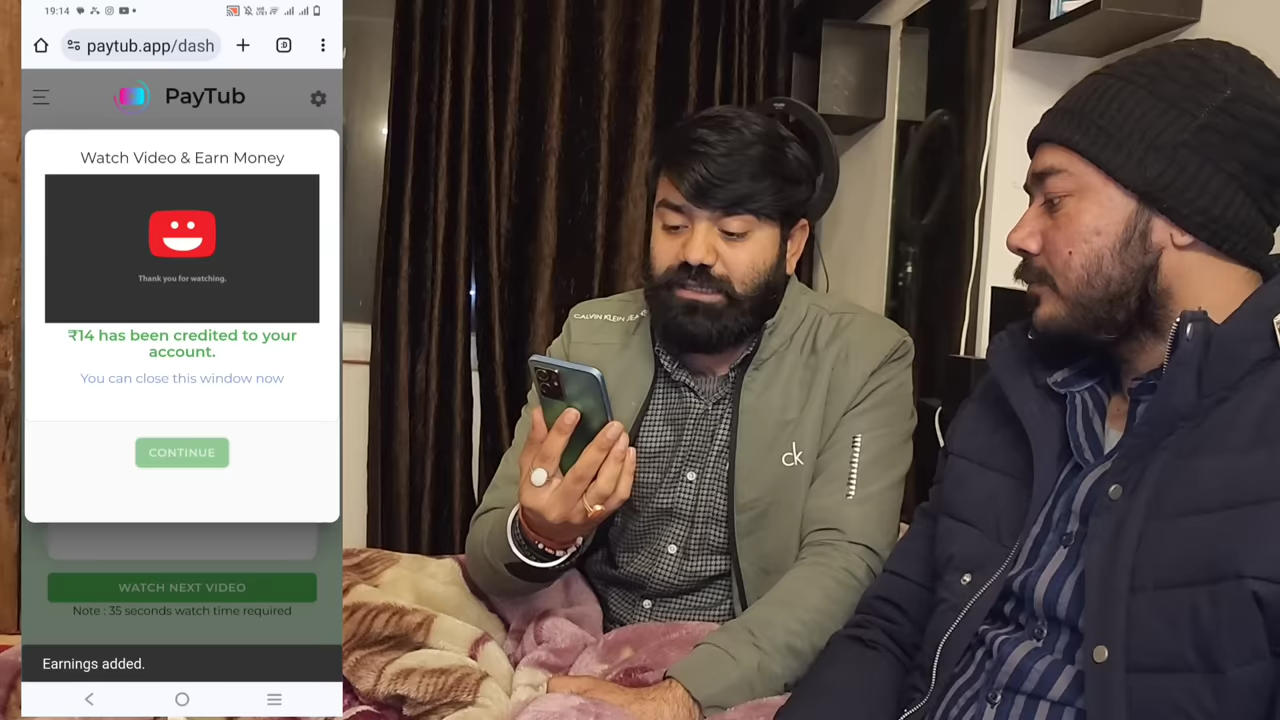 19:14
paytub.app/dash
PayTub
Watch Video & Earn Money
Thank you for watching.
₹14 has been credited to your
account.
You can close this window now
CONTINUE
WATCH NEXT VIDEO
Note : 35 seconds watch time required
Earnings added.
CALVIN KLEIN JEANS
ck